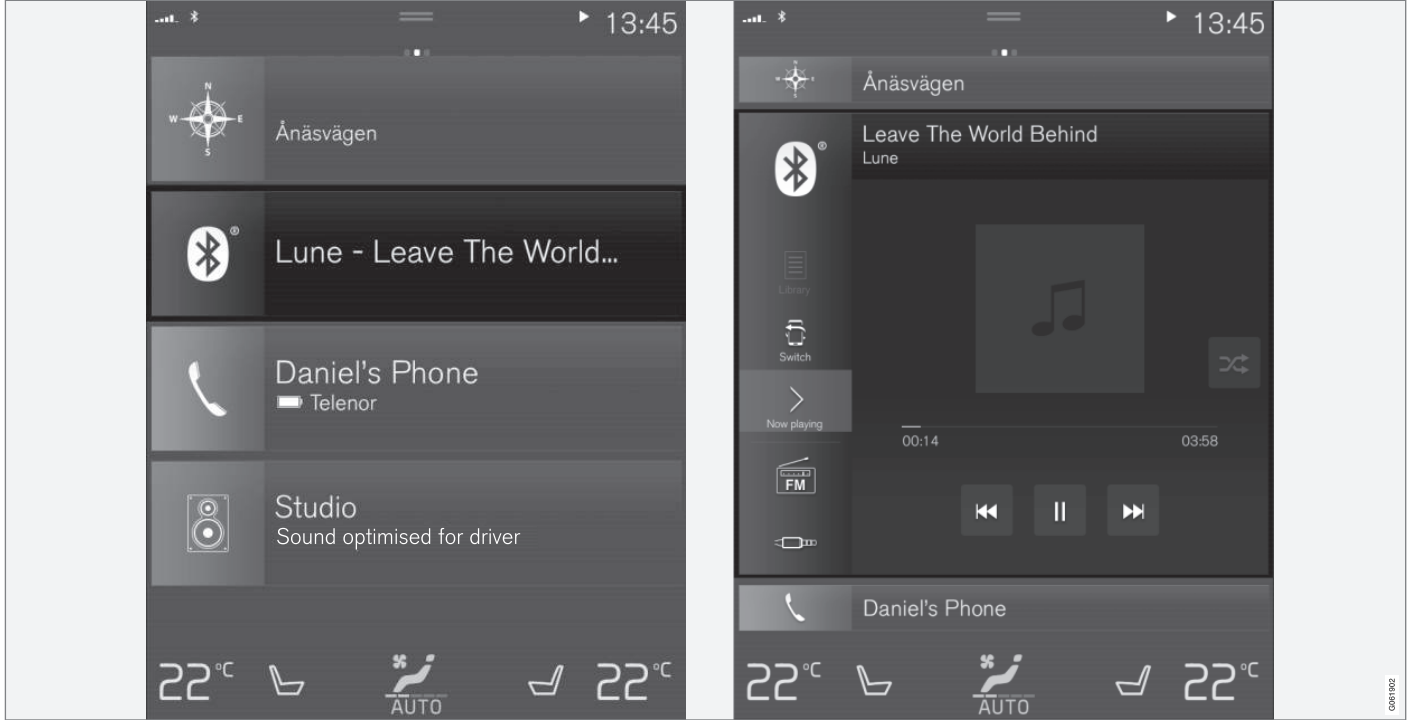 13:45
N
W E
S
Ånäsvägen
®
Lune - Leave The World...
Daniel's Phone
Telenor
Studio
Sound optimised for driver
22°C
AUTO
22°C
13:45
N
W E
S
Ånäsvägen
®
Leave The World Behind
Lune
Library
Switch
Now playing
00:14
03:58
FM
Daniel's Phone
22°C
AUTO
22°C
G061902